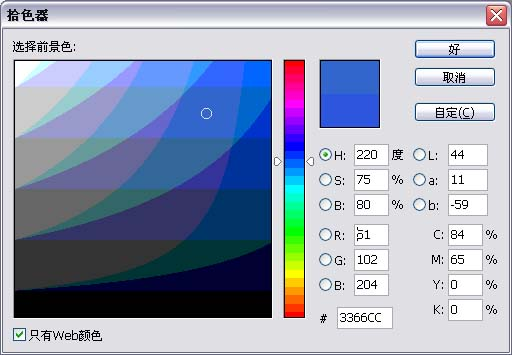 拾色器
选择前景色:
好
取消
自定(C)
H: 220 度
S: 75 %
B: 80 %
R: 51
G: 102
B: 204
# 3366CC
L: 44
a: 11
b: -59
C: 84 %
M: 65 %
Y: 0 %
K: 0 %
只有Web颜色